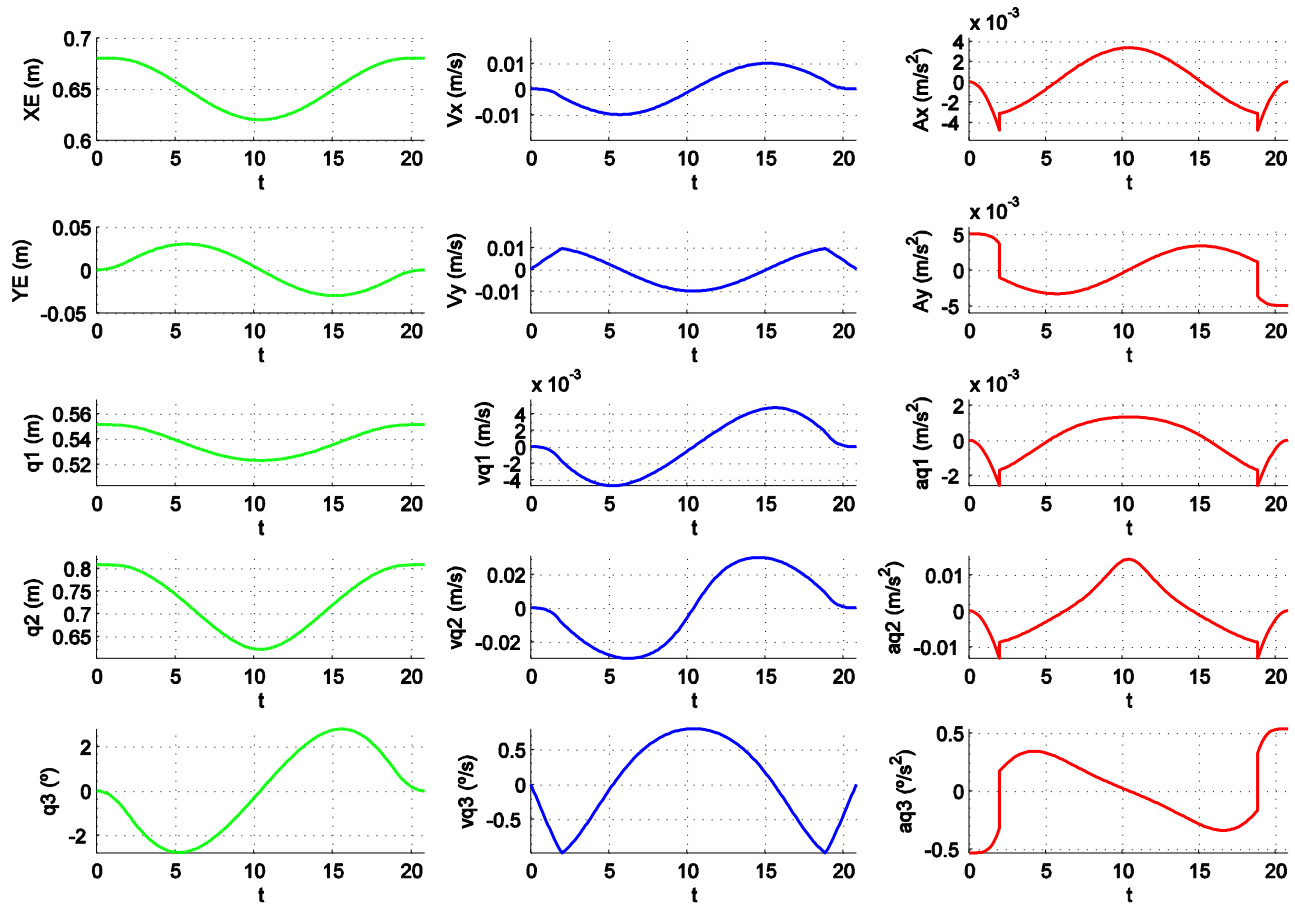 XE (m)
0.7
0.65
0.6
0 5 10 15 20
t
Vx (m/s)
0.01
0
-0.01
0 5 10 15 20
t
x 10^-3
Ax (m/s^2)
4
2
0
-2
-4
0 5 10 15 20
t
YE (m)
0.05
0
-0.05
0 5 10 15 20
t
Vy (m/s)
0.01
0
-0.01
0 5 10 15 20
t
x 10^-3
Ay (m/s^2)
5
0
-5
0 5 10 15 20
t
q1 (m)
0.56
0.54
0.52
0 5 10 15 20
t
x 10^-3
vq1 (m/s)
4
2
0
-2
-4
0 5 10 15 20
t
x 10^-3
aq1 (m/s^2)
2
0
-2
0 5 10 15 20
t
q2 (m)
0.8
0.75
0.7
0.65
0 5 10 15 20
t
vq2 (m/s)
0.02
0
-0.02
0 5 10 15 20
t
aq2 (m/s^2)
0.01
0
-0.01
0 5 10 15 20
t
q3 (º)
2
0
-2
0 5 10 15 20
t
vq3 (º/s)
0.5
0
-0.5
0 5 10 15 20
t
aq3 (º/s^2)
0.5
0
-0.5
0 5 10 15 20
t